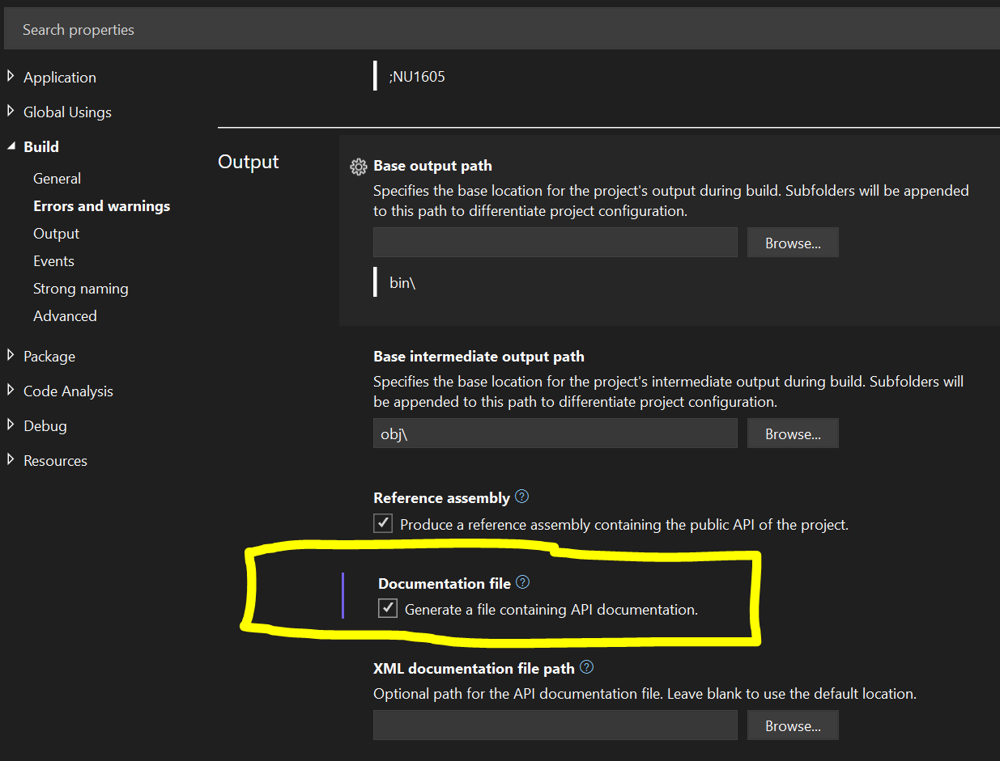 Search properties
Application
Global Usings
Build
General
Errors and warnings
Output
Events
Strong naming
Advanced
Package
Code Analysis
Debug
Resources
;NU1605
Output
Base output path
Specifies the base location for the project's output during build. Subfolders will be appended
to this path to differentiate project configuration.
Browse...
bin\
Base intermediate output path
Specifies the base location for the project's intermediate output during build. Subfolders will
be appended to this path to differentiate project configuration.
obj\
Browse...
Reference assembly ?
Produce a reference assembly containing the public API of the project.
Documentation file ?
Generate a file containing API documentation.
XML documentation file path ?
Optional path for the API documentation file. Leave blank to use the default location.
Browse...